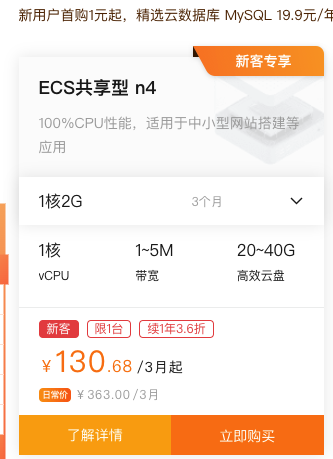 新用户首购1元起，精选云数据库 MySQL 19.9元/年
新客专享
ECS共享型 n4
100%CPU性能，适用于中小型网站搭建等
应用
1核2G 3个月
1核 1~5M 20~40G
vCPU 带宽 高效云盘
新客 限1台 续1年3.6折
¥130.68 /3月起
日常价 ¥363.00 /3月
了解详情 立即购买